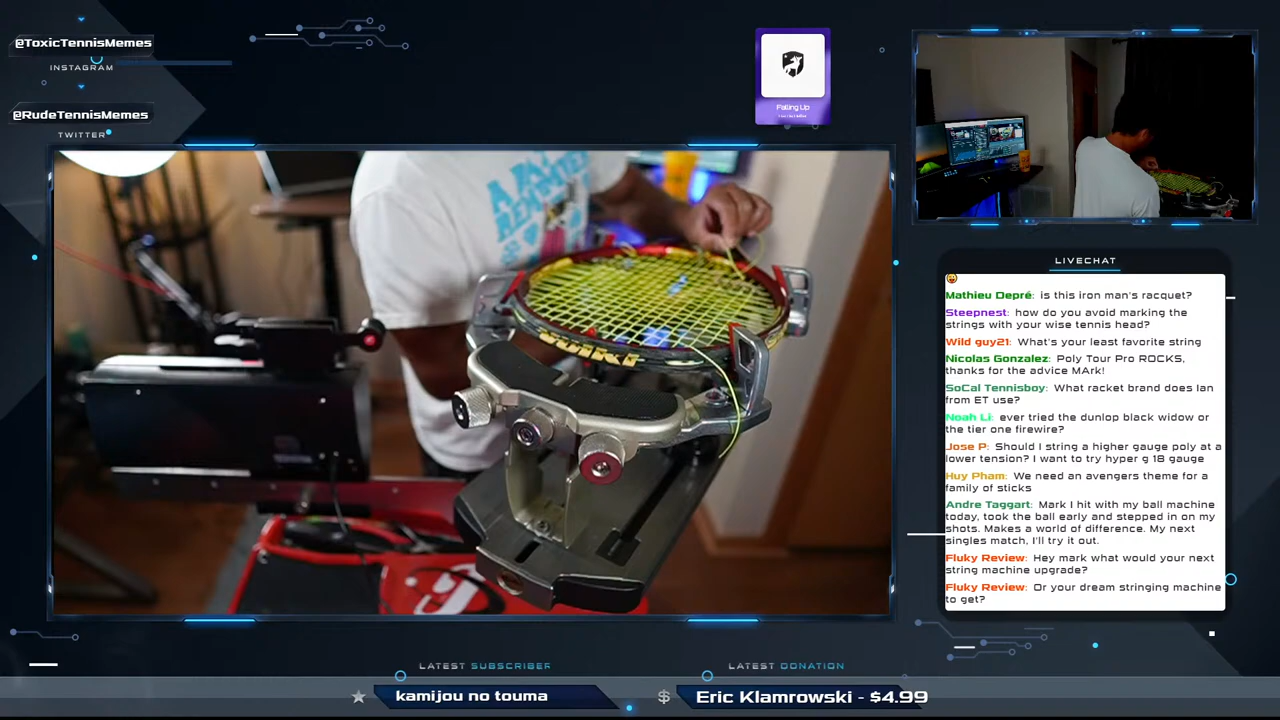 @ToxicTennisMemes
INSTAGRAM
@RudeTennisMemes
TWITTER
Falling Up
LIVECHAT
Mathieu Depré: is this iron man's racquet?
Steepnest: how do you avoid marking the
strings with your wise tennis head?
Wild guy21: What's your least favorite string
Nicolas Gonzalez: Poly Tour Pro ROCKS,
thanks for the advice MArk!
SoCal Tennisboy: What racket brand does Ian
from ET use?
Noah Li: ever tried the dunlop black widow or
the tier one firewire?
Jose P: Should I string a higher gauge poly at a
lower tension? I want to try hyper g 18 gauge
Huy Pham: We need an avengers theme for a
family of sticks
Andre Taggart: Mark I hit with my ball machine
today, took the ball early and stepped in on my
shots. Makes a world of difference. My next
singles match, I'll try it out.
Fluky Review: Hey mark what would your next
string machine upgrade?
Fluky Review: Or your dream stringing machine
to get?
LATEST SUBSCRIBER
kamijou no touma
LATEST DONATION
$ Eric Klamrowski - $4.99